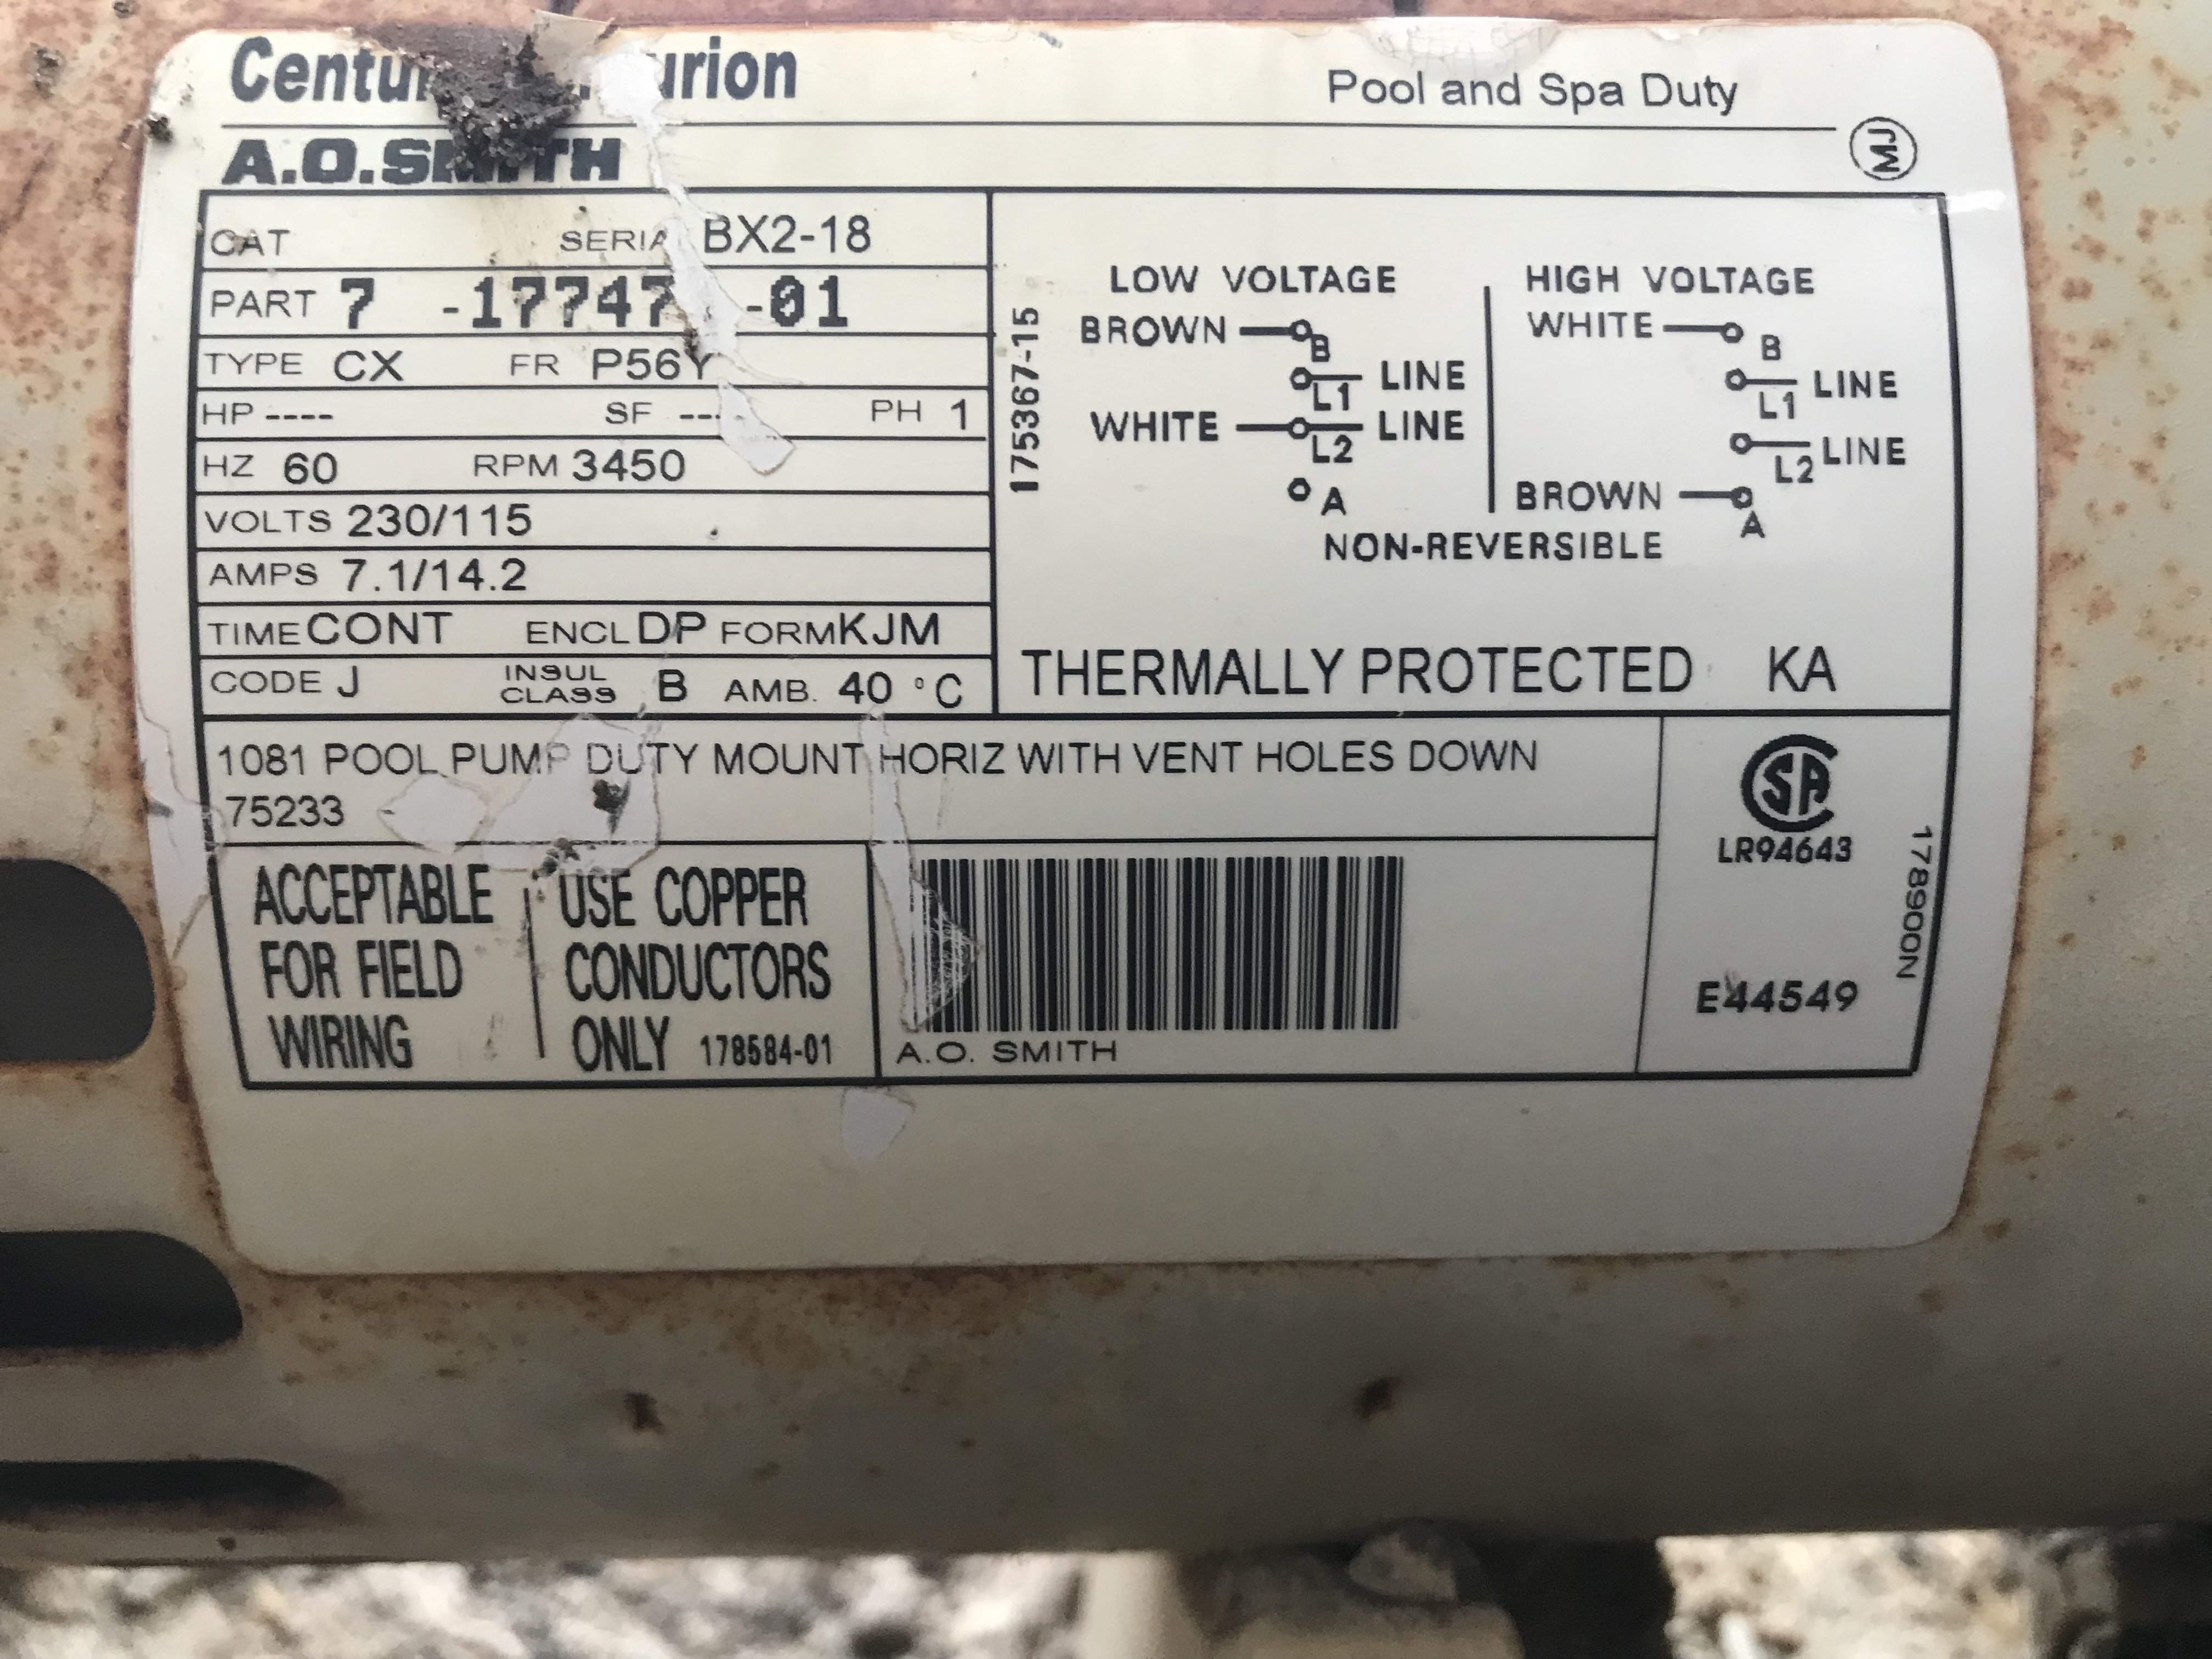 Pool and Spa Duty
A.O.SMITH
MJ
CAT SERIAL BX2-18
PART 7 -17747 -01
TYPE CX FR P56Y
HP ---- SF --- PH 1
HZ 60 RPM 3450
VOLTS 230/115
AMPS 7.1/14.2
TIME CONT ENCL DP FORM KJM
CODE J INSUL CLASS B AMB. 40 °C
175367-15
LOW VOLTAGE
BROWN B
L1 LINE
WHITE L2 LINE
A
HIGH VOLTAGE
WHITE B
L1 LINE
L2 LINE
BROWN A
NON-REVERSIBLE
THERMALLY PROTECTED KA
1081 POOL PUMP DUTY MOUNT HORIZ WITH VENT HOLES DOWN
75233
ACCEPTABLE
FOR FIELD
WIRING
USE COPPER
CONDUCTORS
ONLY 178584-01
A.O. SMITH
SA
LR94643
E44549
178900N